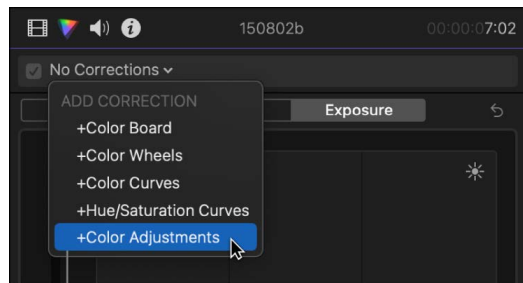 150802b 00:00:07:02
No Corrections
ADD CORRECTION
Exposure
+Color Board
+Color Wheels
+Color Curves
+Hue/Saturation Curves
+Color Adjustments